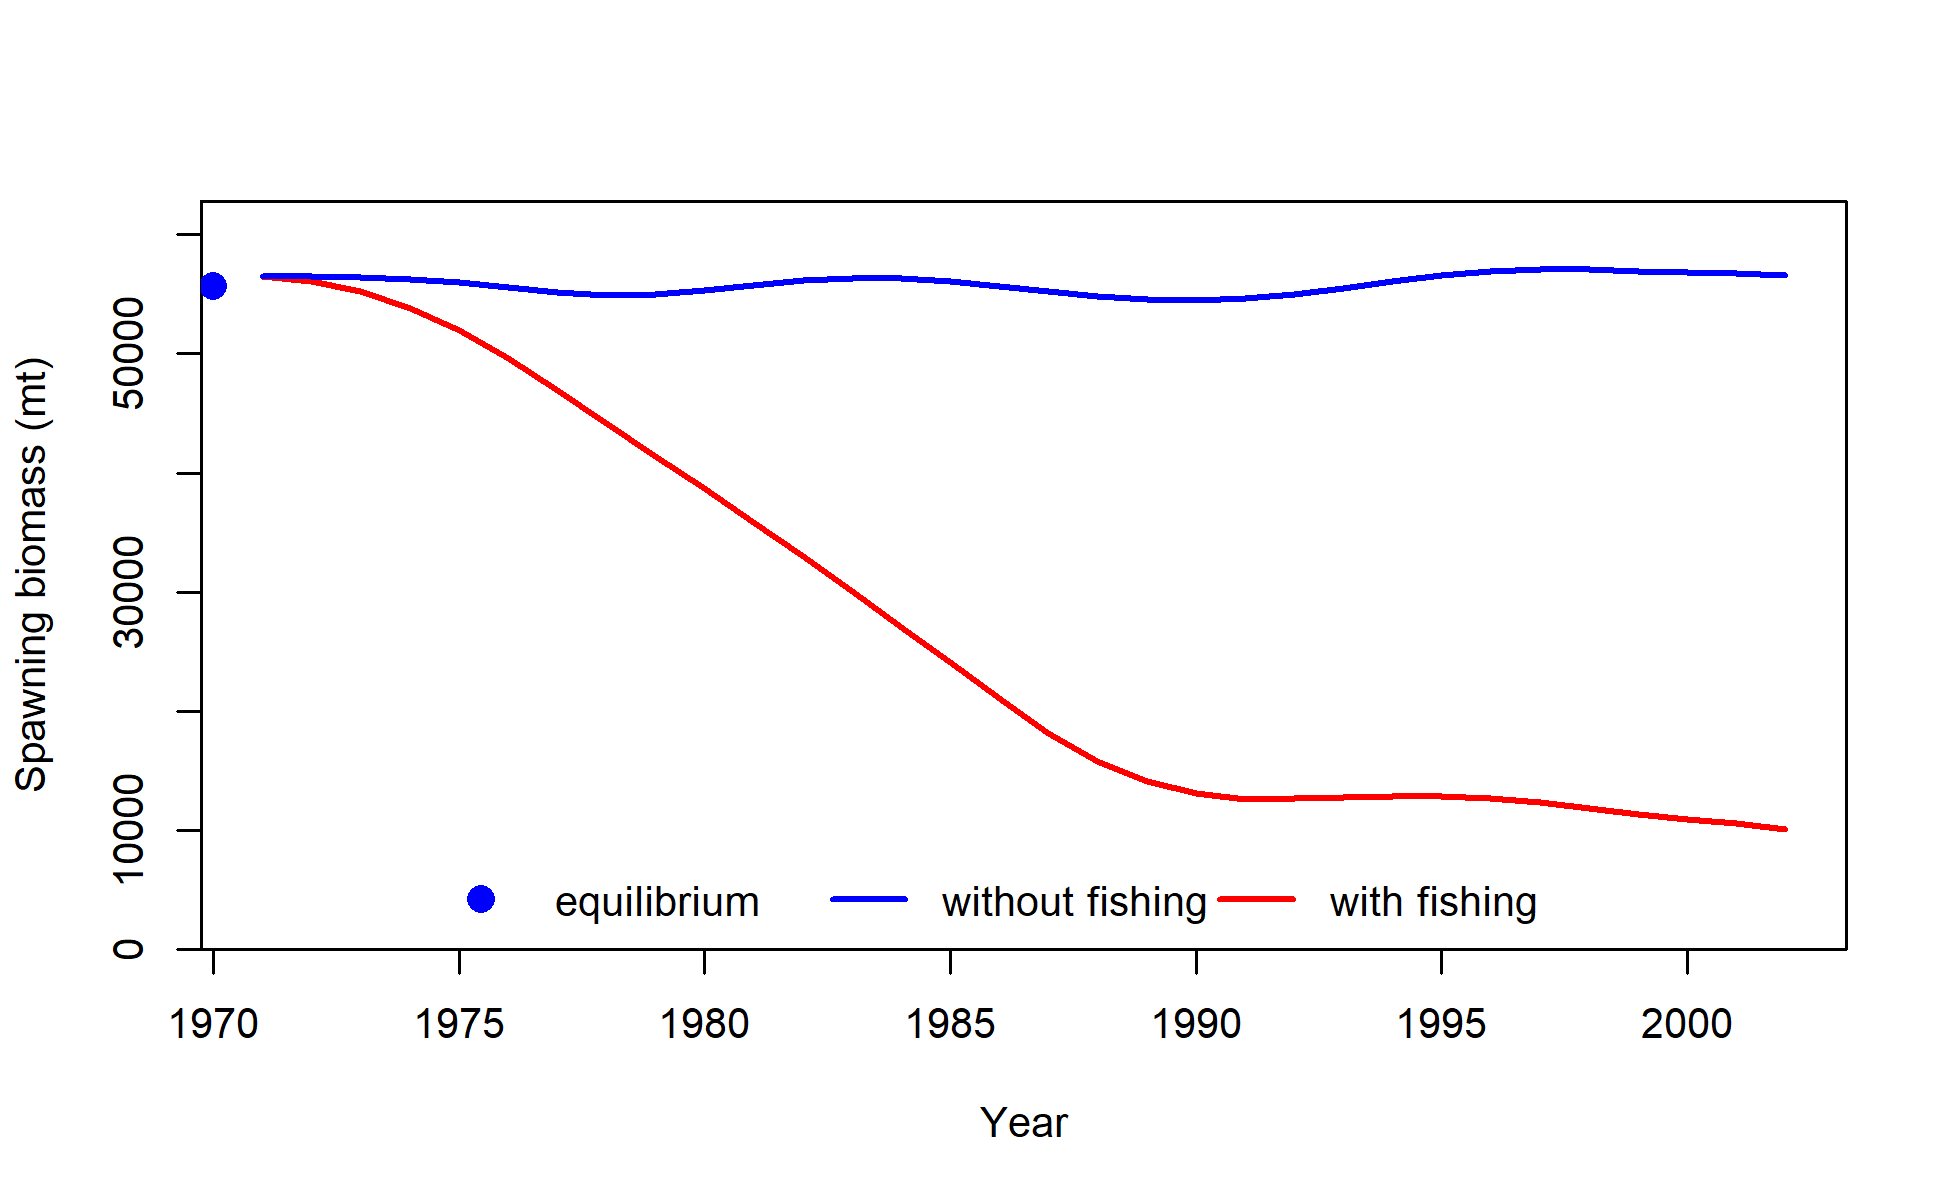 Spawning biomass (mt)
50000
30000
10000
0
equilibrium without fishing with fishing
1970 1975 1980 1985 1990 1995 2000
Year